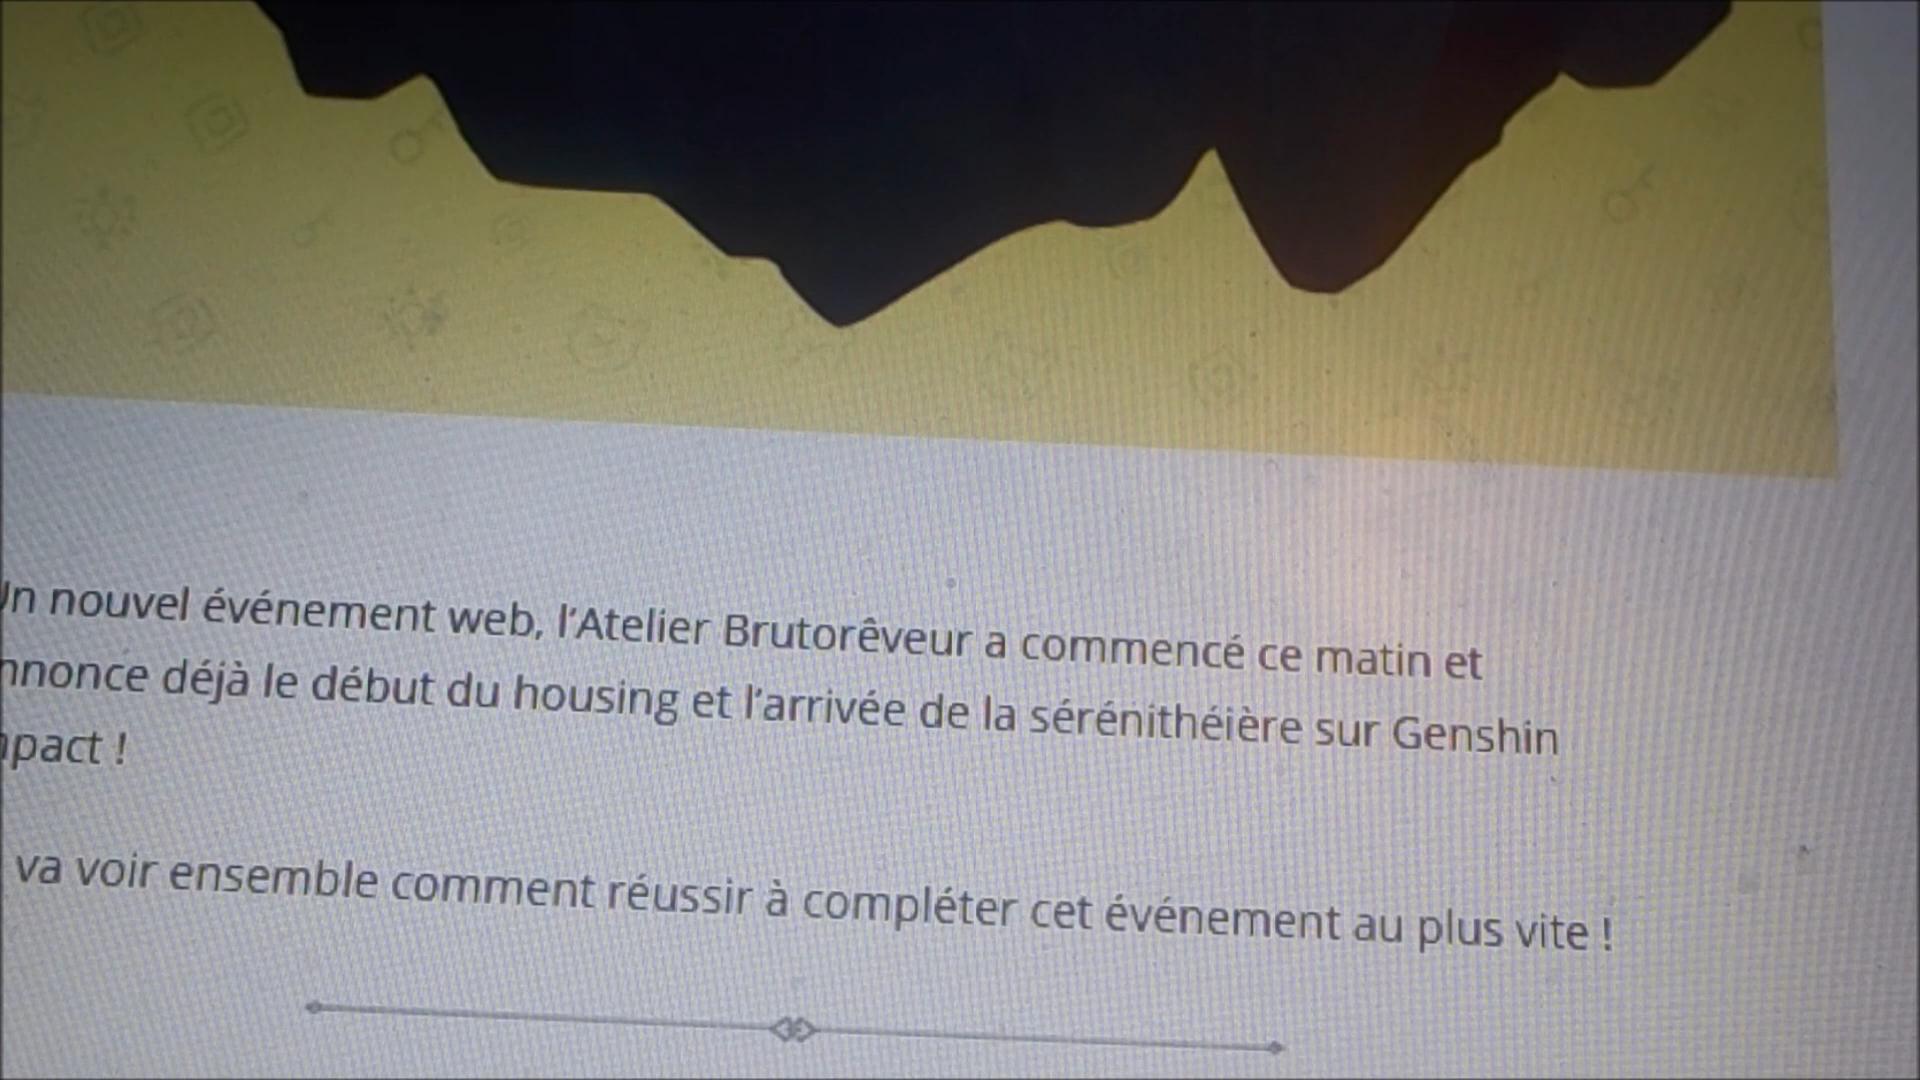 Un nouvel événement web, l'Atelier Brutorêveur a commencé ce matin et
nnonce déjà le début du housing et l'arrivée de la sérénithéière sur Genshin
pact !
va voir ensemble comment réussir à compléter cet événement au plus vite !